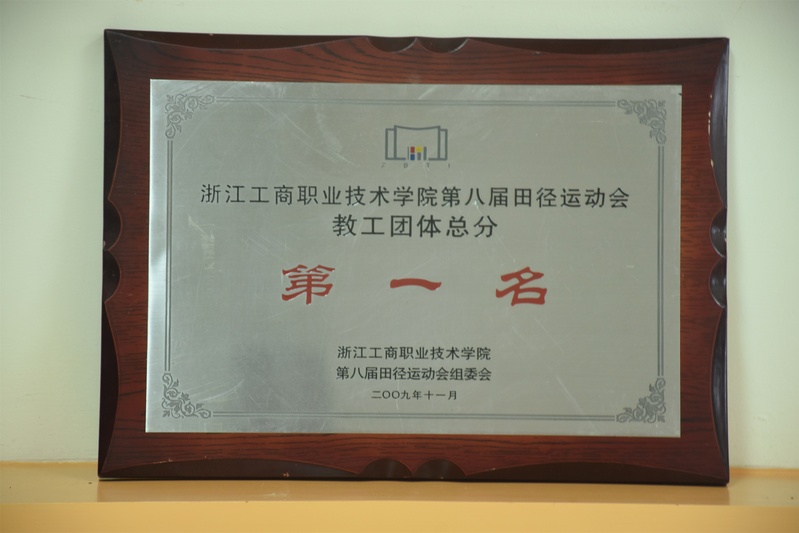 浙江工商职业技术学院第八届田径运动会
教工团体总分
第一名
浙江工商职业技术学院
第八届田径运动会组委会
二〇〇九年十一月